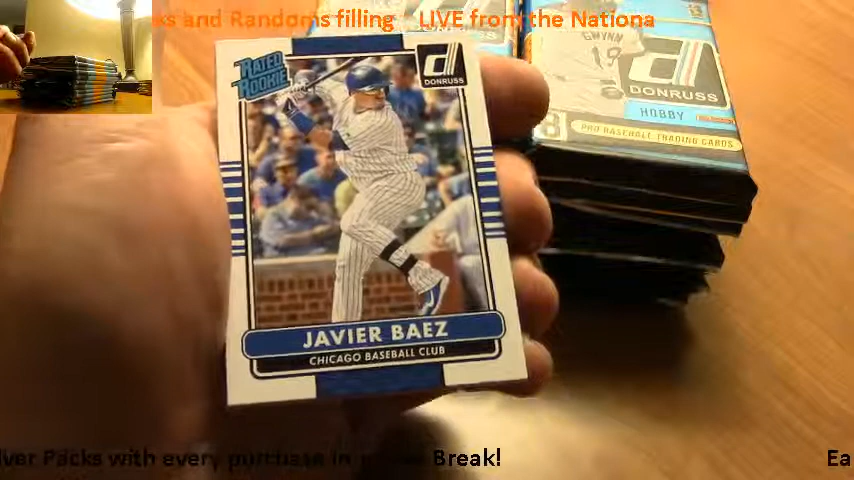 ks and Randoms filling LIVE from the Nationa
RATED ROOKIE
DONRUSS
GWYNN
19
DONRUSS
HOBBY
8 PRO BASEBALL TRADING CARDS
JAVIER BAEZ
CHICAGO BASEBALL CLUB
lver Packs with every purchase in Break! Ea